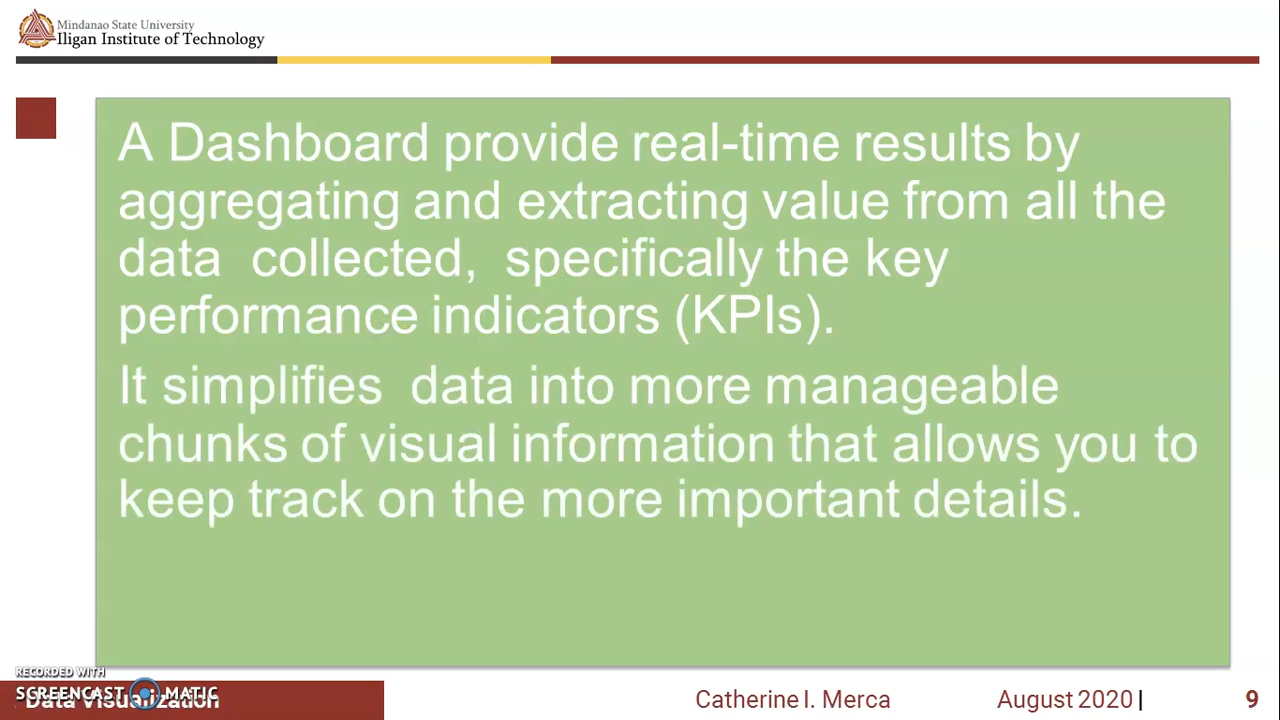 Mindanao State University
Iligan Institute of Technology
A Dashboard provide real-time results by
aggregating and extracting value from all the
data collected, specifically the key
performance indicators (KPIs).
It simplifies data into more manageable
chunks of visual information that allows you to
keep track on the more important details.
RECORDED WITH
SCREENCAST MATIC
Data Visualization
Catherine I. Merca
August 2020 |
9